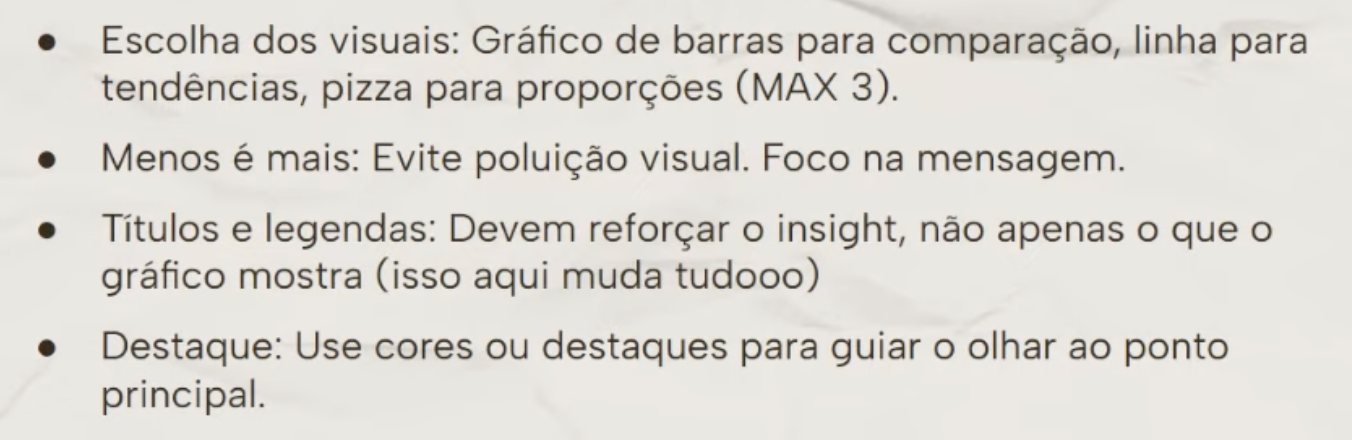 ● Escolha dos visuais: Gráfico de barras para comparação, linha para
tendências, pizza para proporções (MAX 3).
● Menos é mais: Evite poluição visual. Foco na mensagem.
● Títulos e legendas: Devem reforçar o insight, não apenas o que o
gráfico mostra (isso aqui muda tudooo)
● Destaque: Use cores ou destaques para guiar o olhar ao ponto
principal.